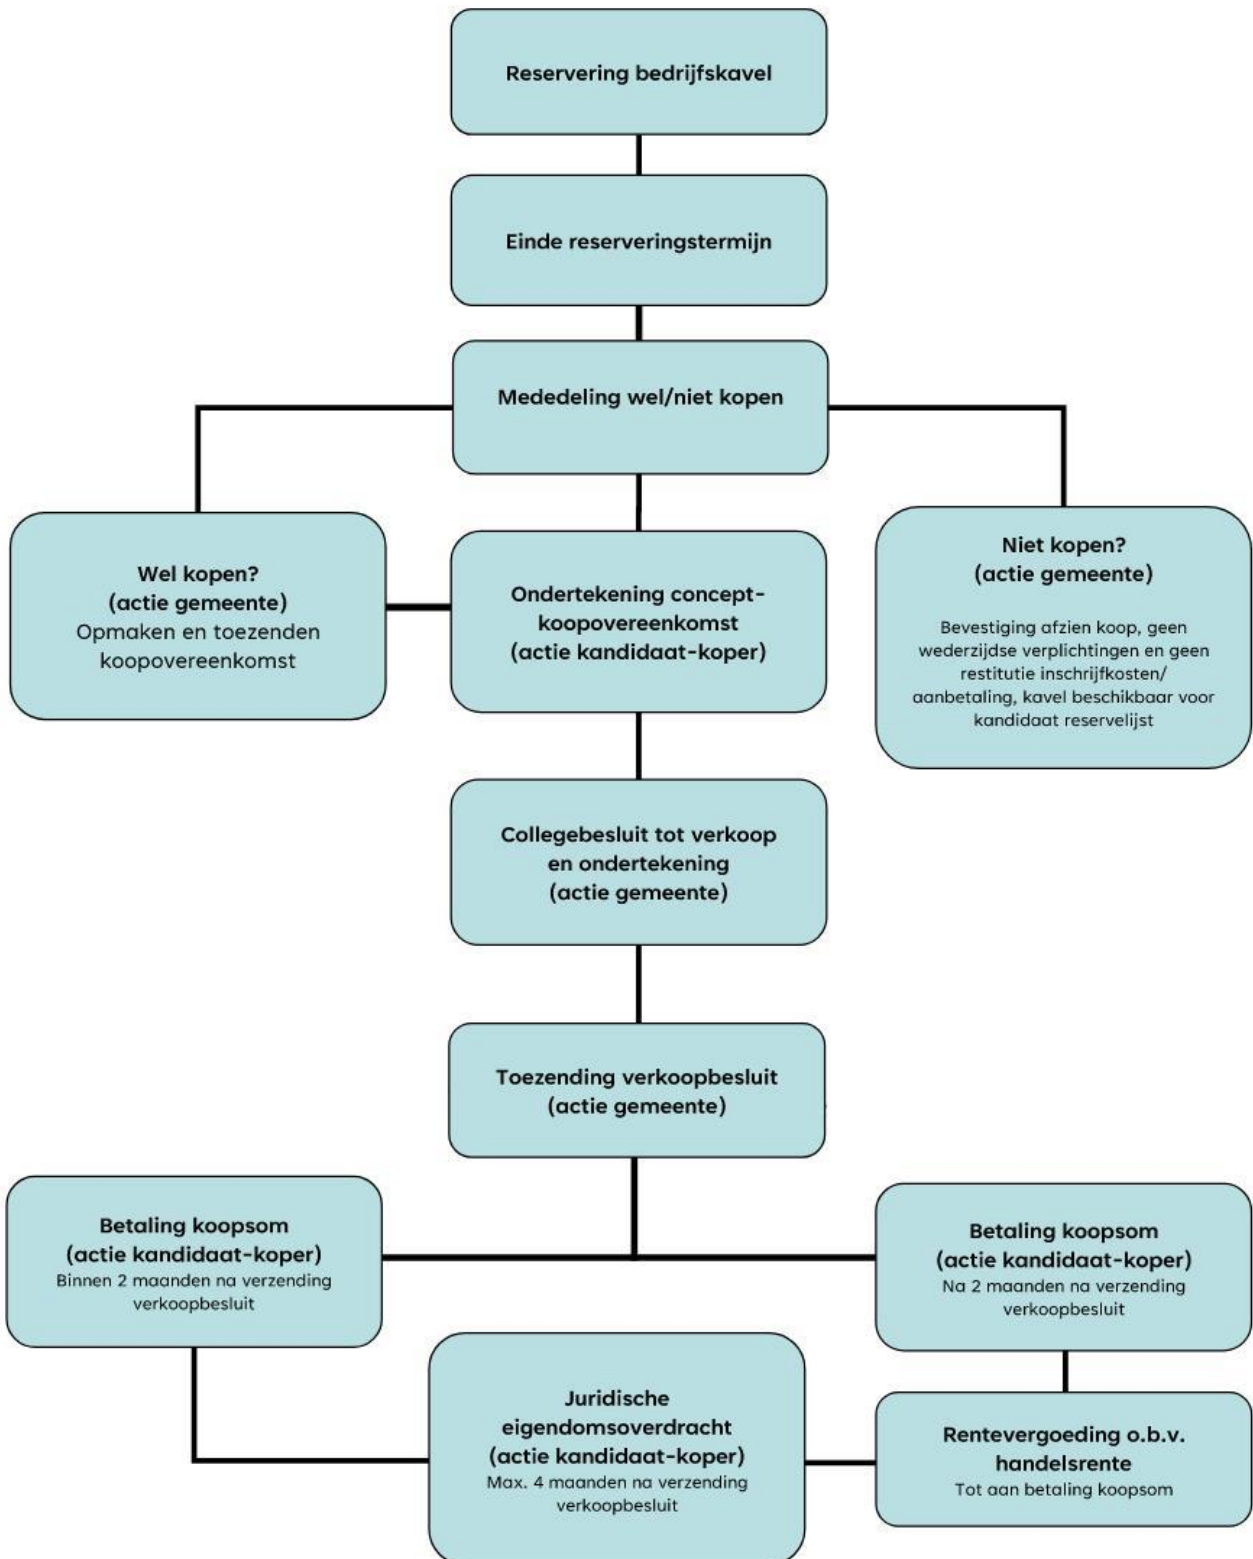 Reservering bedrijfskavel
Einde reserveringstermijn
Mededeling wel/niet kopen
Wel kopen?
(actie gemeente)
Opmaken en toezenden
koopovereenkomst
Ondertekening concept-
koopovereenkomst
(actie kandidaat-koper)
Niet kopen?
(actie gemeente)
Bevestiging afzien koop, geen
wederzijdse verplichtingen en geen
restitutie inschrijfkosten/
aanbetaling, kavel beschikbaar voor
kandidaat reservelijst
Collegebesluit tot verkoop
en ondertekening
(actie gemeente)
Toezending verkoopbesluit
(actie gemeente)
Betaling koopsom
(actie kandidaat-koper)
Binnen 2 maanden na verzending
verkoopbesluit
Betaling koopsom
(actie kandidaat-koper)
Na 2 maanden na verzending
verkoopbesluit
Juridische
eigendomsoverdracht
(actie kandidaat-koper)
Max. 4 maanden na verzending
verkoopbesluit
Rentevergoeding o.b.v.
handelsrente
Tot aan betaling koopsom